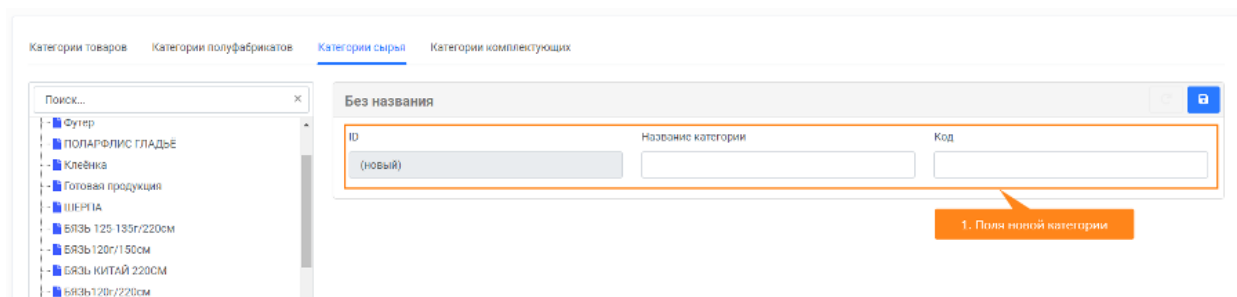 Категории товаров Категории полуфабрикатов Категории сырья Категории комплектующих
Поиск...
Без названия
Футер
ПОЛАРФЛИС ГЛАДЬЁ
Клеёнка
Готовая продукция
ШЕРПА
БЯЗЬ 125-135г/220см
БЯЗЬ120г/150см
БЯЗЬ КИТАЙ 220СМ
БЯЗЬ120г/220см
ID Название категории Код
(новый)
1. Поля новой категории